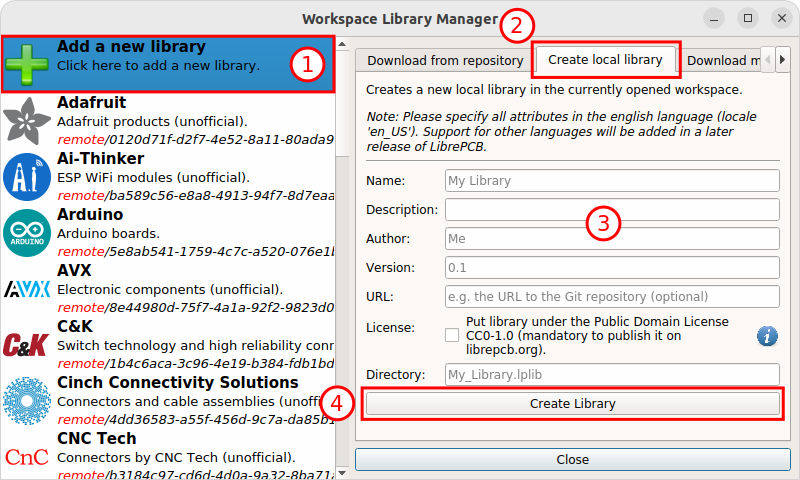 Workspace Library Manager
2
Add a new library
Click here to add a new library.
1
Adafruit
Adafruit products (unofficial).
remote/0120d71f-d2f7-4e52-8a11-80ada9
Ai-Thinker
ESP WiFi modules (unofficial).
remote/ba589c56-e8a8-4913-94f7-8d7eaa
Arduino
Arduino boards.
remote/5e8ab541-1759-4c7c-a520-076e1b
ARDUINO
AVX
Electronic components (unofficial).
remote/8e44980d-75f7-4a1a-92f2-9823d0
C&K
Switch technology and high reliability conn
remote/1b4c6aca-3c96-4e19-b384-fdb1bd
C&K
Cinch Connectivity Solutions
Connectors and cable assemblies (unoff
remote/4dd36583-a55f-456d-9c7a-da85b1
CNC Tech
Connectors by CNC Tech (unofficial).
remote/b3184c97-cd6d-4d0a-9a32-8ba71a
CnC
Download from repository
Create local library
Download m
Creates a new local library in the currently opened workspace.
Note: Please specify all attributes in the english language (locale
'en_US'). Support for other languages will be added in a later
release of LibrePCB.
Name: My Library
Description:
3
Author: Me
Version: 0.1
URL: e.g. the URL to the Git repository (optional)
License: Put library under the Public Domain License
CC0-1.0 (mandatory to publish it on
librepcb.org).
Directory: My_Library.lplib
4
Create Library
Close